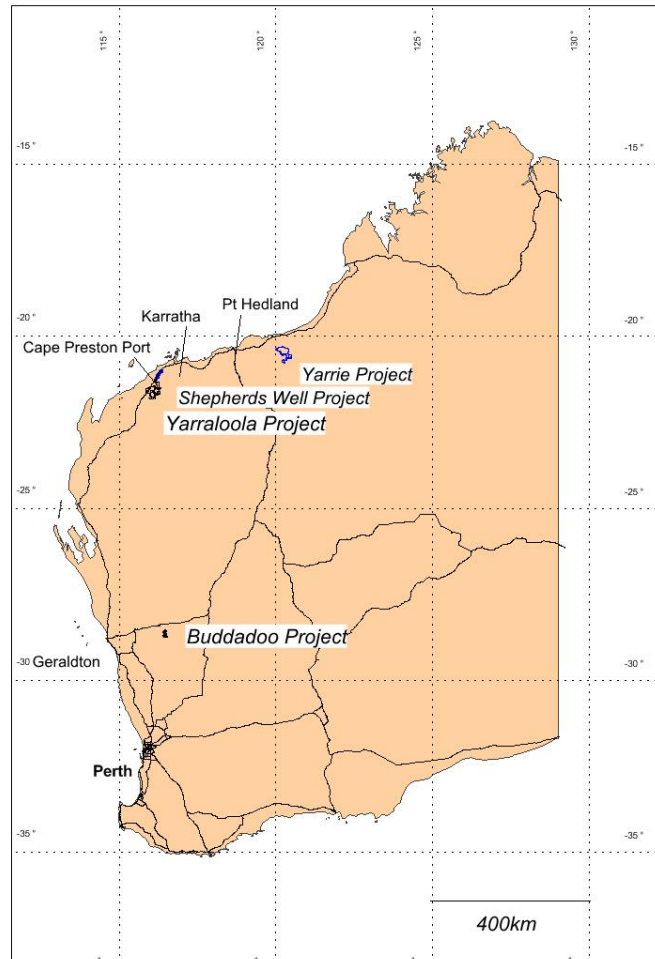 115°
120°
125°
130°
-15°
-15°
-20°
-20°
Pt Hedland
Karratha
Cape Preston Port
Yarrie Project
Shepherds Well Project
Yarraloola Project
-25°
-25°
Buddadoo Project
Geraldton
-30°
-30°
Perth
-35°
-35°
400km